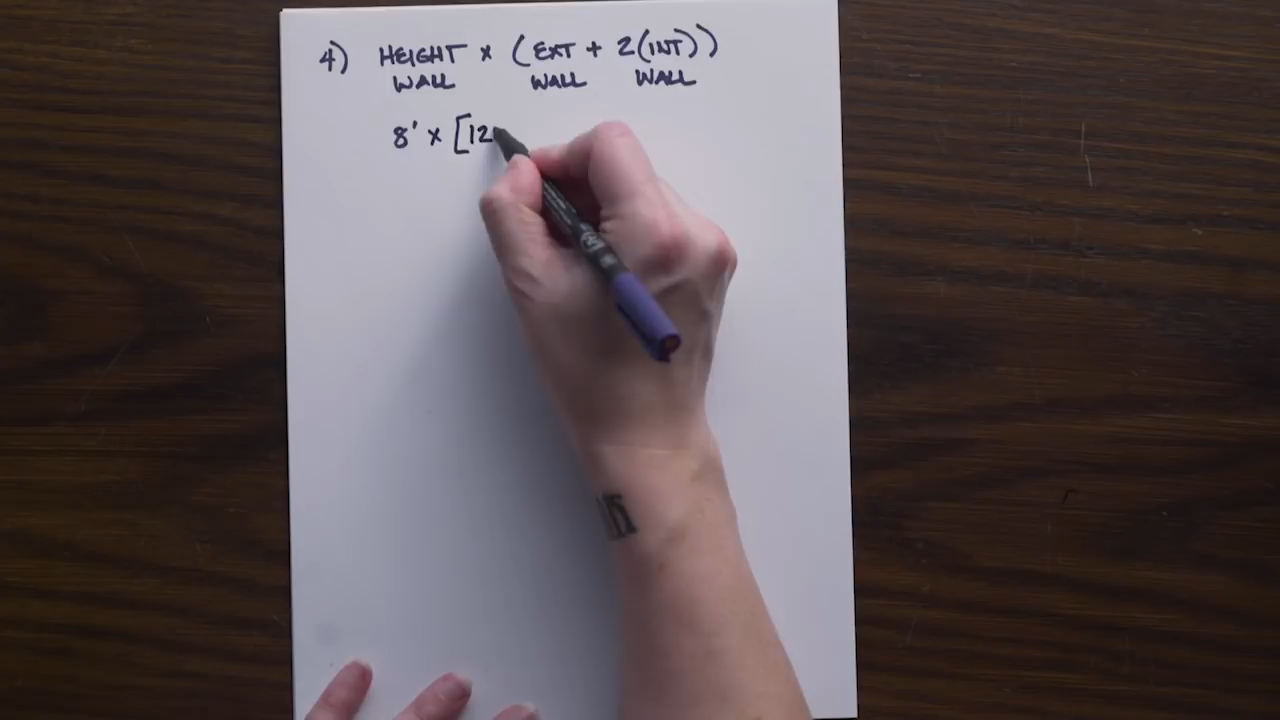 4) HEIGHT x (EXT + 2(INT))
WALL WALL WALL
8' x [12